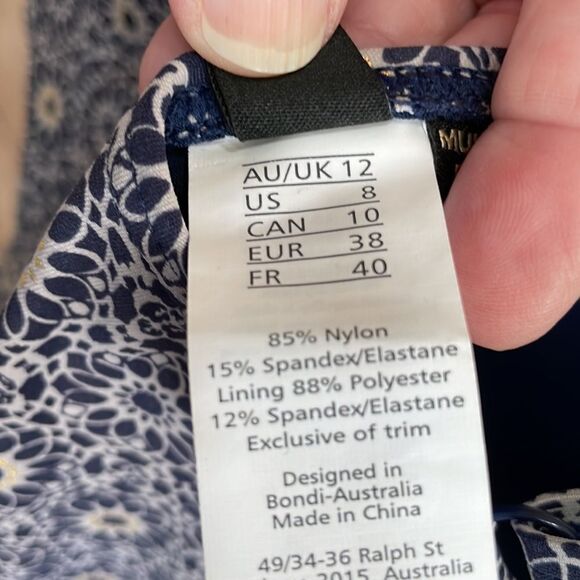 AU/UK 12
US 8
CAN 10
EUR 38
FR 40
85% Nylon
15% Spandex/Elastane
Lining 88% Polyester
12% Spandex/Elastane
Exclusive of trim
Designed in
Bondi-Australia
Made in China
49/34-36 Ralph St
2015, Australia